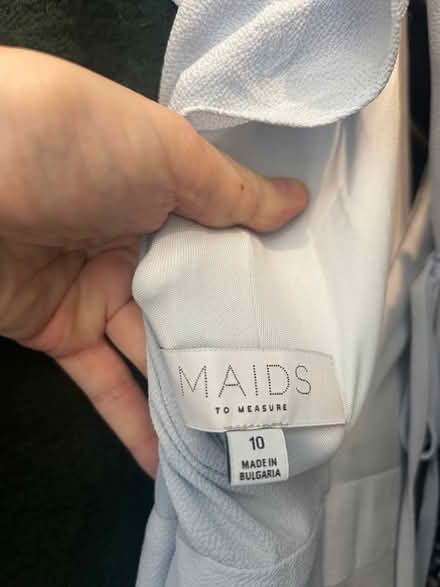 MAIDS
TO MEASURE
10
MADE IN
BULGARIA